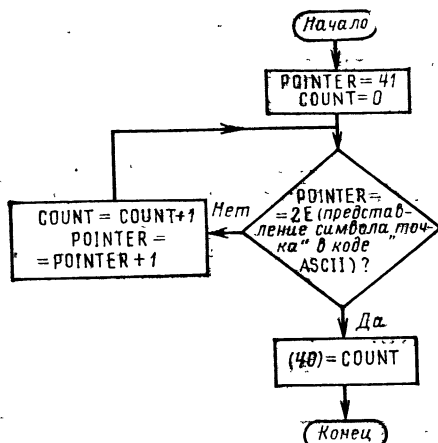 Начало
POINTER = 41
COUNT = 0
POINTER =
= 2E (представ-
ление символа „точ-
ка“ в коде
ASCII) ?
Нет
COUNT = COUNT+1
POINTER =
= POINTER + 1
Да
(40) = COUNT
Конец